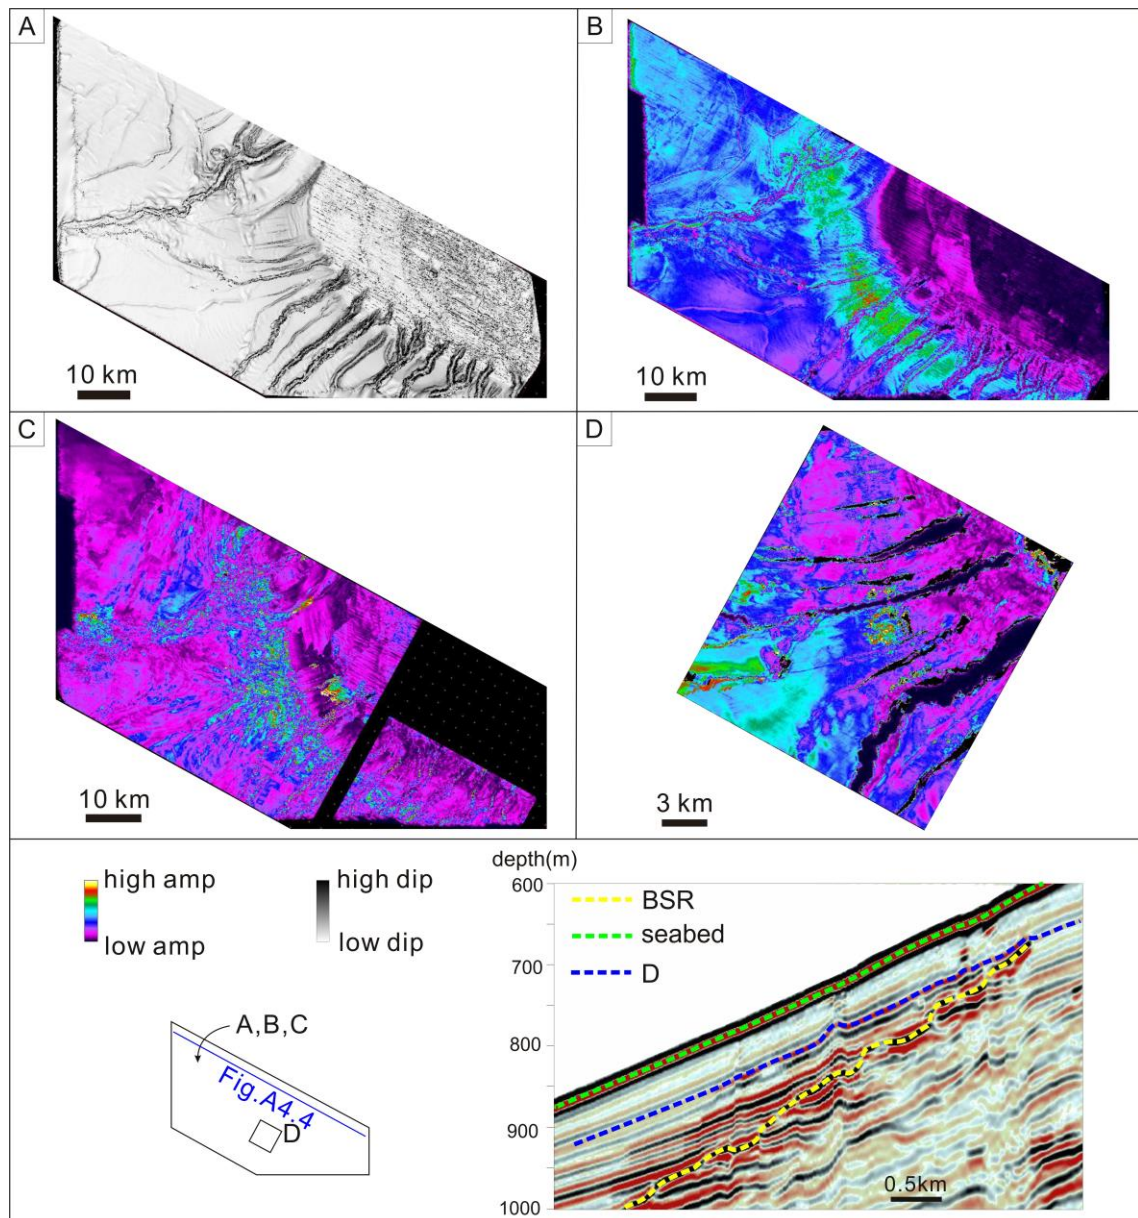 A
B
10 km
10 km
C
D
10 km
3 km
high amp
low amp
high dip
low dip
depth(m)
600
700
800
900
1000
BSR
seabed
D
0.5km
A,B,C
Fig.A4.4
D